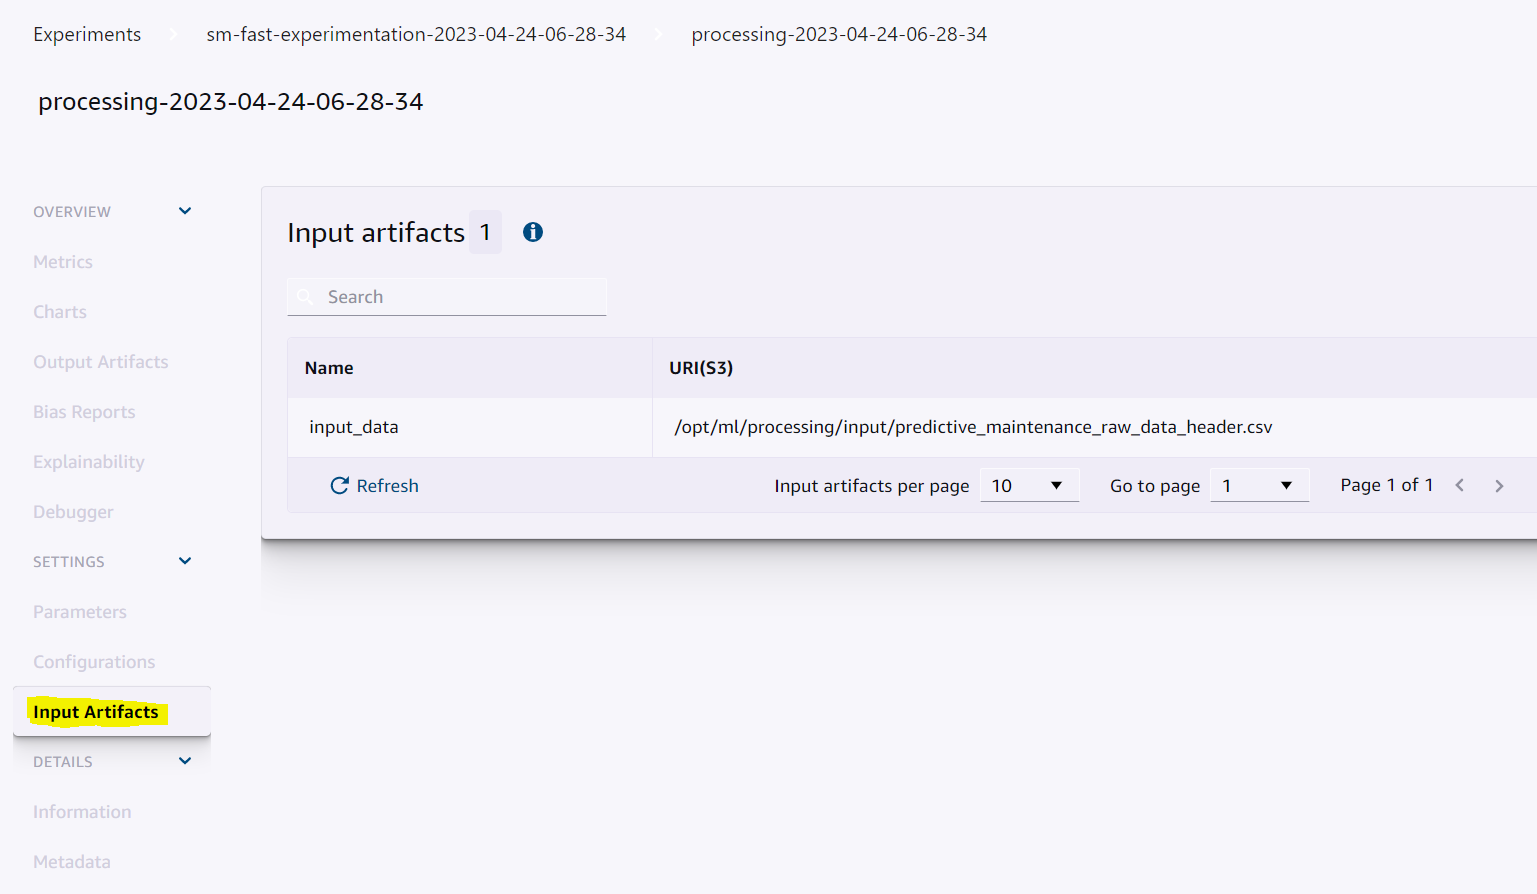 Experiments sm-fast-experimentation-2023-04-24-06-28-34 processing-2023-04-24-06-28-34
processing-2023-04-24-06-28-34
OVERVIEW
Metrics
Charts
Output Artifacts
Bias Reports
Explainability
Debugger
SETTINGS
Parameters
Configurations
Input Artifacts
DETAILS
Information
Metadata
Input artifacts 1
Search
Name URI(S3)
input_data /opt/ml/processing/input/predictive_maintenance_raw_data_header.csv
Refresh Input artifacts per page 10 Go to page 1 Page 1 of 1